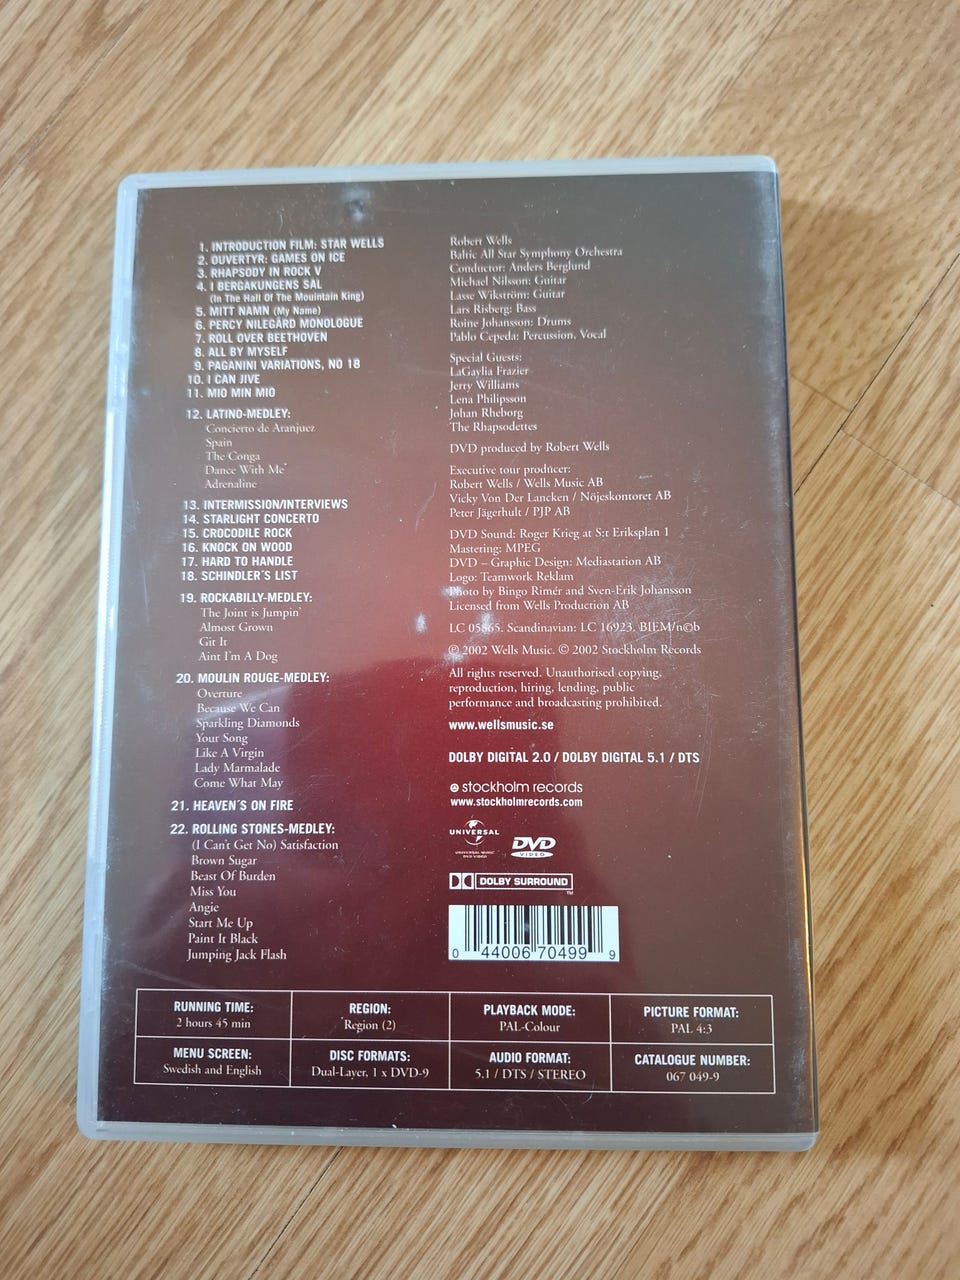 1. INTRODUCTION FILM: STAR WELLS
2. OUVERTYR: GAMES ON ICE
3. RHAPSODY IN ROCK V
4. I BERGAKUNGENS SAL
(In The Hall Of The Mouintain King)
5. MITT NAMN (My Name)
6. PERCY NILEGÅRD MONOLOGUE
7. ROLL OVER BEETHOVEN
8. ALL BY MYSELF
9. PAGANINI VARIATIONS, NO 18
10. I CAN JIVE
11. MIO MIN MIO
12. LATINO-MEDLEY:
Concierto de Aranjuez
Spain
The Conga
Dance With Me
Adrenaline
13. INTERMISSION/INTERVIEWS
14. STARLIGHT CONCERTO
15. CROCODILE ROCK
16. KNOCK ON WOOD
17. HARD TO HANDLE
18. SCHINDLER´S LIST
19. ROCKABILLY-MEDLEY:
The Joint is Jumpin'
Almost Grown
Git It
Aint I'm A Dog
20. MOULIN ROUGE-MEDLEY:
Overture
Because We Can
Sparkling Diamonds
Your Song
Like A Virgin
Lady Marmalade
Come What May
21. HEAVEN´S ON FIRE
22. ROLLING STONES-MEDLEY:
(I Can't Get No) Satisfaction
Brown Sugar
Beast Of Burden
Miss You
Angie
Start Me Up
Paint It Black
Jumping Jack Flash
Robert Wells
Baltic All Star Symphony Orchestra
Conductor: Anders Berglund
Michael Nilsson: Guitar
Lasse Wikström: Guitar
Lars Risberg: Bass
Roine Johansson: Drums
Pablo Cepeda: Percussion, Vocal
Special Guests:
LaGaylia Frazier
Jerry Williams
Lena Philipsson
Johan Rheborg
The Rhapsodettes
DVD produced by Robert Wells
Executive tour producer:
Robert Wells / Wells Music AB
Vicky Von Der Lancken / Nöjeskontoret AB
Peter Jägerhult / PJP AB
DVD Sound: Roger Krieg at S:t Eriksplan 1
Mastering: MPEG
DVD – Graphic Design: Mediastation AB
Logo: Teamwork Reklam
Photo by Bingo Rimér and Sven-Erik Johansson
Licensed from Wells Production AB
LC 05865. Scandinavian: LC 16923. BIEM/n©b
℗ 2002 Wells Music. © 2002 Stockholm Records
All rights reserved. Unauthorised copying,
reproduction, hiring, lending, public
performance and broadcasting prohibited.
www.wellsmusic.se
DOLBY DIGITAL 2.0 / DOLBY DIGITAL 5.1 / DTS
stockholm records
www.stockholmrecords.com
UNIVERSAL
UNIVERSAL MUSIC
DVD VIDEO
DVD
VIDEO
DOLBY SURROUND
TM
0 44006 70499 9
RUNNING TIME:
2 hours 45 min
REGION:
Region (2)
PLAYBACK MODE:
PAL-Colour
PICTURE FORMAT:
PAL 4:3
MENU SCREEN:
Swedish and English
DISC FORMATS:
Dual-Layer, 1 x DVD-9
AUDIO FORMAT:
5.1 / DTS / STEREO
CATALOGUE NUMBER:
067 049-9